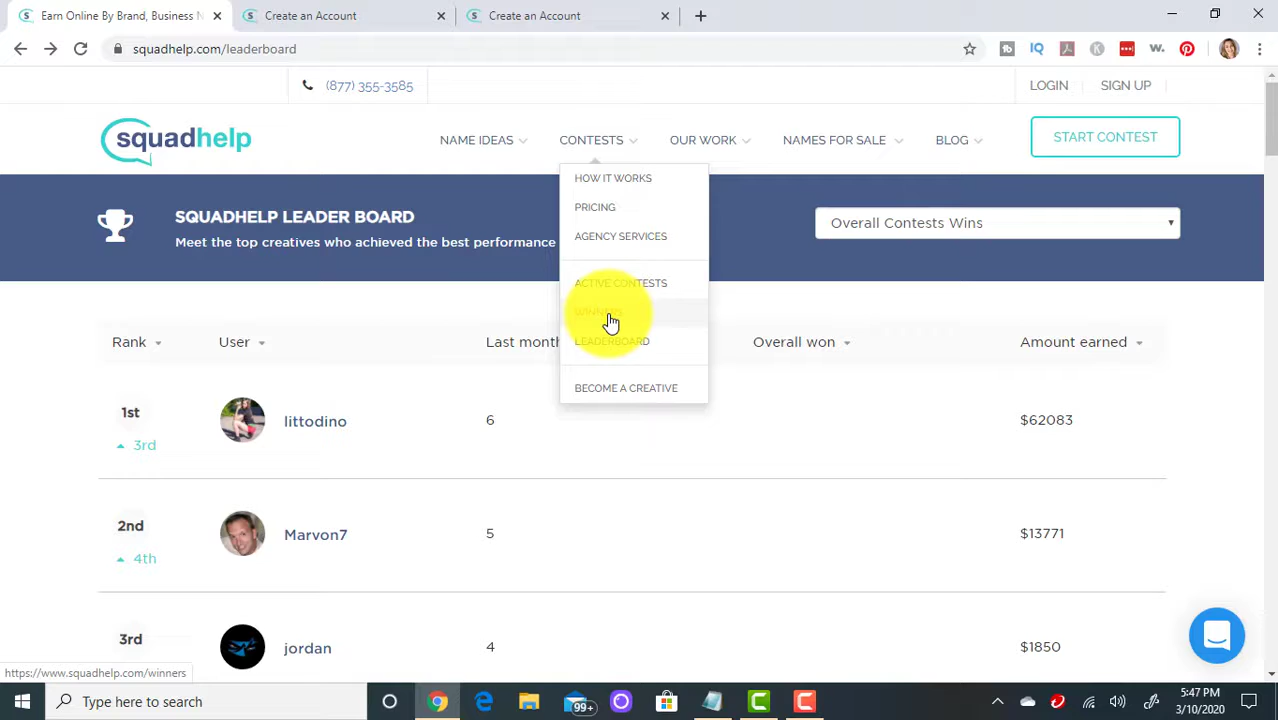 Earn Online By Brand, Business N
Create an Account
Create an Account
squadhelp.com/leaderboard
(877) 355-3585
LOGIN
SIGN UP
squadhelp
NAME IDEAS
CONTESTS
OUR WORK
NAMES FOR SALE
BLOG
START CONTEST
HOW IT WORKS
PRICING
AGENCY SERVICES
ACTIVE CONTESTS
LEADERBOARD
BECOME A CREATIVE
SQUADHELP LEADER BOARD
Meet the top creatives who achieved the best performance
Overall Contests Wins
Rank
User
Last month
Overall won
Amount earned
1st
3rd
littodino
6
$62083
2nd
4th
Marvon7
5
$13771
3rd
jordan
4
$1850
https://www.squadhelp.com/winners
Type here to search
99+
5:47 PM
3/10/2020